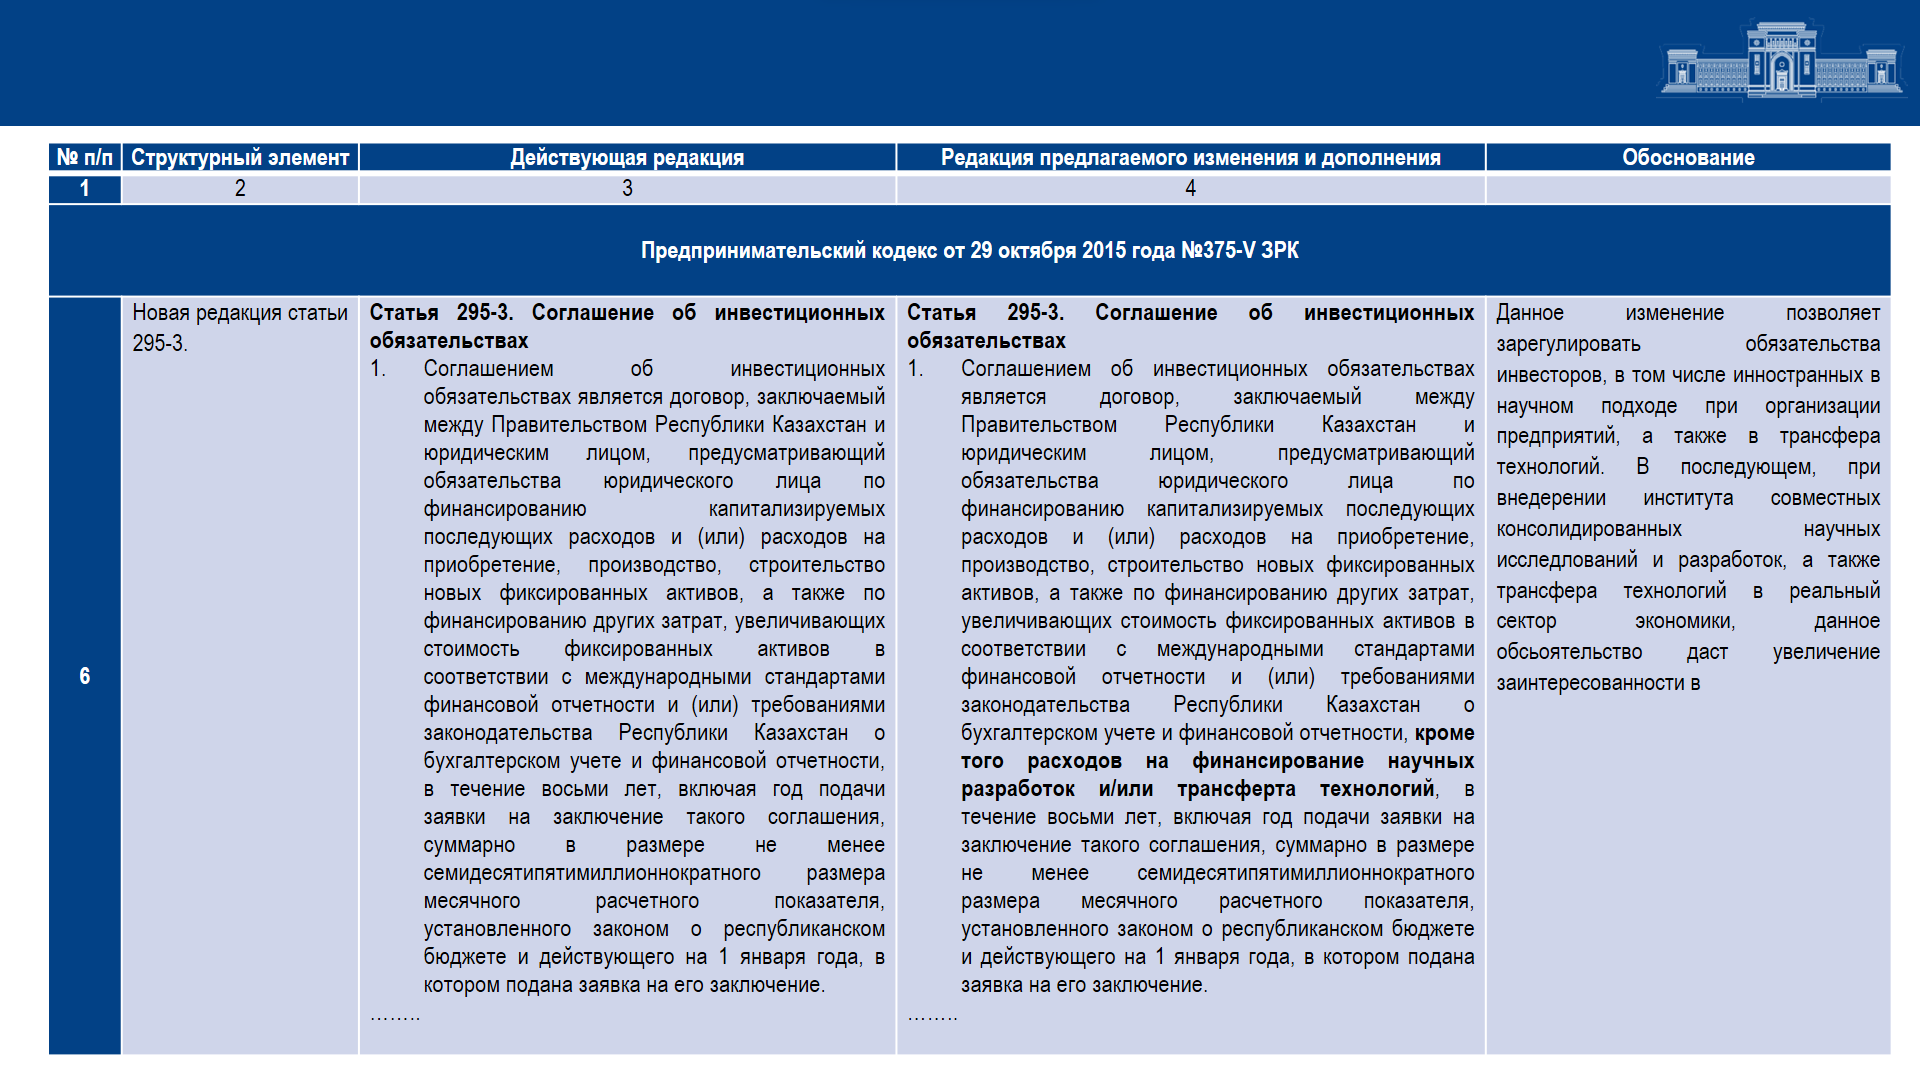 № п/п Структурный элемент Действующая редакция Редакция предлагаемого изменения и дополнения Обоснование
1 2 3 4
Предпринимательский кодекс от 29 октября 2015 года №375-V ЗРК
6
Новая редакция статьи
295-3.
Статья 295-3. Соглашение об инвестиционных
обязательствах
1. Соглашением об инвестиционных
обязательствах является договор, заключаемый
между Правительством Республики Казахстан и
юридическим лицом, предусматривающий
обязательства юридического лица по
финансированию капитализируемых
последующих расходов и (или) расходов на
приобретение, производство, строительство
новых фиксированных активов, а также по
финансированию других затрат, увеличивающих
стоимость фиксированных активов в
соответствии с международными стандартами
финансовой отчетности и (или) требованиями
законодательства Республики Казахстан о
бухгалтерском учете и финансовой отчетности,
в течение восьми лет, включая год подачи
заявки на заключение такого соглашения,
суммарно в размере не менее
семидесятипятимиллионнократного размера
месячного расчетного показателя,
установленного законом о республиканском
бюджете и действующего на 1 января года, в
котором подана заявка на его заключение.
……..
Статья 295-3. Соглашение об инвестиционных
обязательствах
1. Соглашением об инвестиционных обязательствах
является договор, заключаемый между
Правительством Республики Казахстан и
юридическим лицом, предусматривающий
обязательства юридического лица по
финансированию капитализируемых последующих
расходов и (или) расходов на приобретение,
производство, строительство новых фиксированных
активов, а также по финансированию других затрат,
увеличивающих стоимость фиксированных активов в
соответствии с международными стандартами
финансовой отчетности и (или) требованиями
законодательства Республики Казахстан о
бухгалтерском учете и финансовой отчетности, кроме
того расходов на финансирование научных
разработок и/или трансферта технологий, в
течение восьми лет, включая год подачи заявки на
заключение такого соглашения, суммарно в размере
не менее семидесятипятимиллионнократного
размера месячного расчетного показателя,
установленного законом о республиканском бюджете
и действующего на 1 января года, в котором подана
заявка на его заключение.
……..
Данное изменение позволяет
зарегулировать обязательства
инвесторов, в том числе инностранных в
научном подходе при организации
предприятий, а также в трансфера
технологий. В последующем, при
внедерении института совместных
консолидированных научных
исследлований и разработок, а также
трансфера технологий в реальный
сектор экономики, данное
обсьоятельство даст увеличение
заинтересованности в